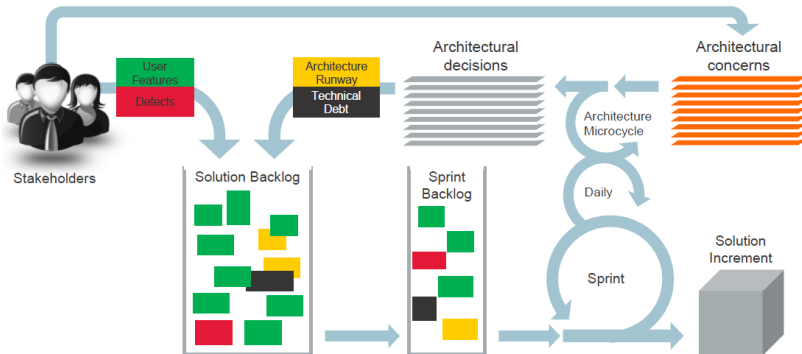 User
Features
Defects
Architecture
Runway
Technical
Debt
Architectural
decisions
Architectural
concerns
Architecture
Microcycle
Stakeholders
Solution Backlog
Sprint
Backlog
Daily
Sprint
Solution
Increment